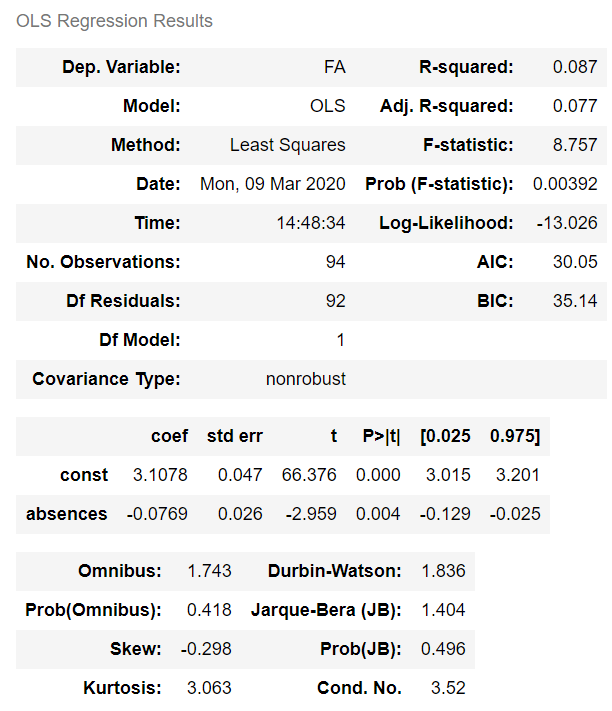 OLS Regression Results
Dep. Variable: FA R-squared: 0.087
Model: OLS Adj. R-squared: 0.077
Method: Least Squares F-statistic: 8.757
Date: Mon, 09 Mar 2020 Prob (F-statistic): 0.00392
Time: 14:48:34 Log-Likelihood: -13.026
No. Observations: 94 AIC: 30.05
Df Residuals: 92 BIC: 35.14
Df Model: 1
Covariance Type: nonrobust
coef std err t P>|t| [0.025 0.975]
const 3.1078 0.047 66.376 0.000 3.015 3.201
absences -0.0769 0.026 -2.959 0.004 -0.129 -0.025
Omnibus: 1.743 Durbin-Watson: 1.836
Prob(Omnibus): 0.418 Jarque-Bera (JB): 1.404
Skew: -0.298 Prob(JB): 0.496
Kurtosis: 3.063 Cond. No. 3.52